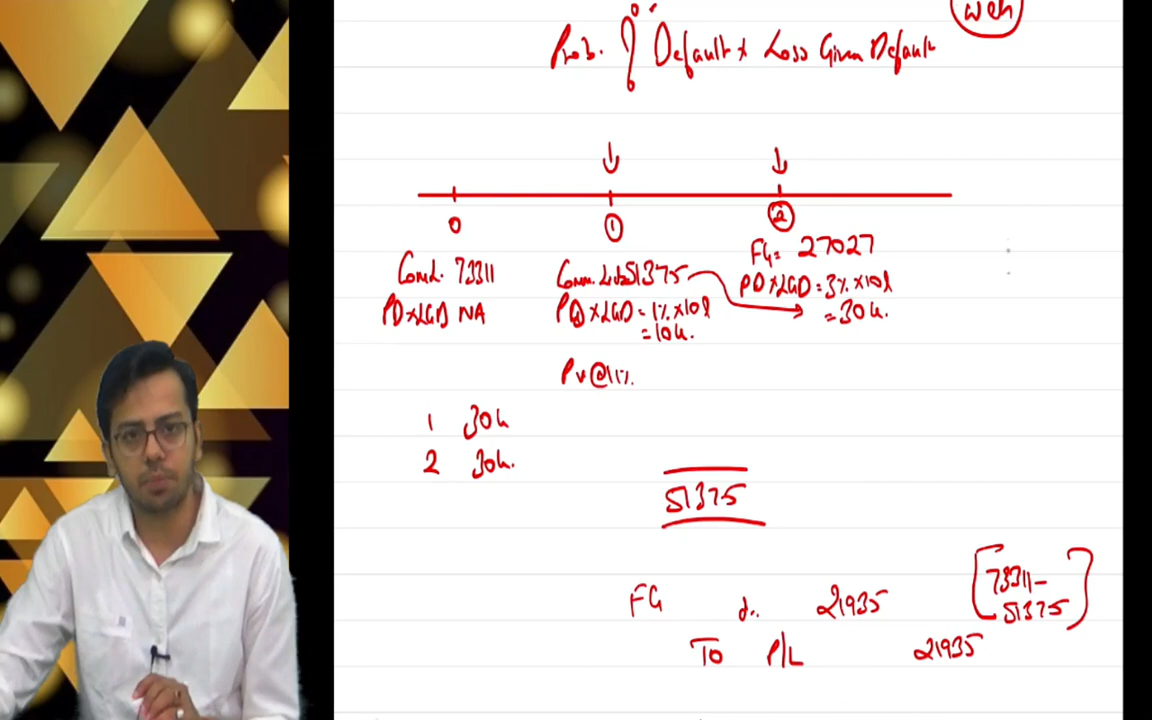 Web
Prob. of Default x Loss Given Default
0 1 2
Comm. 73311
PD x LGD NA
Comm. Lub 51375
PD x LGD = 1% x 10l
= 10k.
FG = 27027
PD x LGD = 3% x 10l
= 30k.
PV @ 11%
1 30k
2 30k.
51375
FG dr. 21935 [73311 -
51375]
To P/L 21935